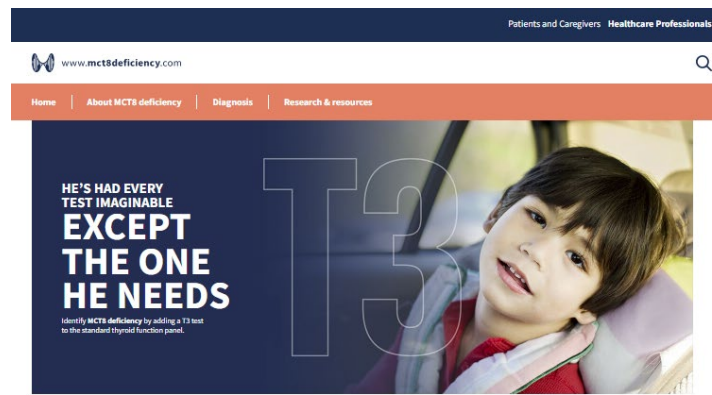 Patients and Caregivers Healthcare Professionals
www.mct8deficiency.com
Home About MCT8 deficiency Diagnosis Research & resources
T3
HE'S HAD EVERY
TEST IMAGINABLE
EXCEPT
THE ONE
HE NEEDS
Identify MCT8 deficiency by adding a T3 test
to the standard thyroid function panel.